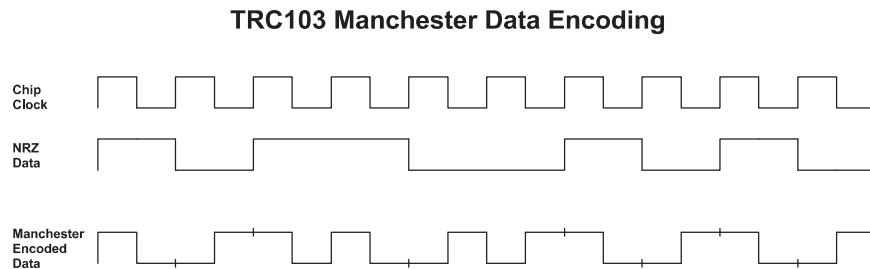 TRC103 Manchester Data Encoding
Chip
Clock
NRZ
Data
Manchester
Encoded
Data